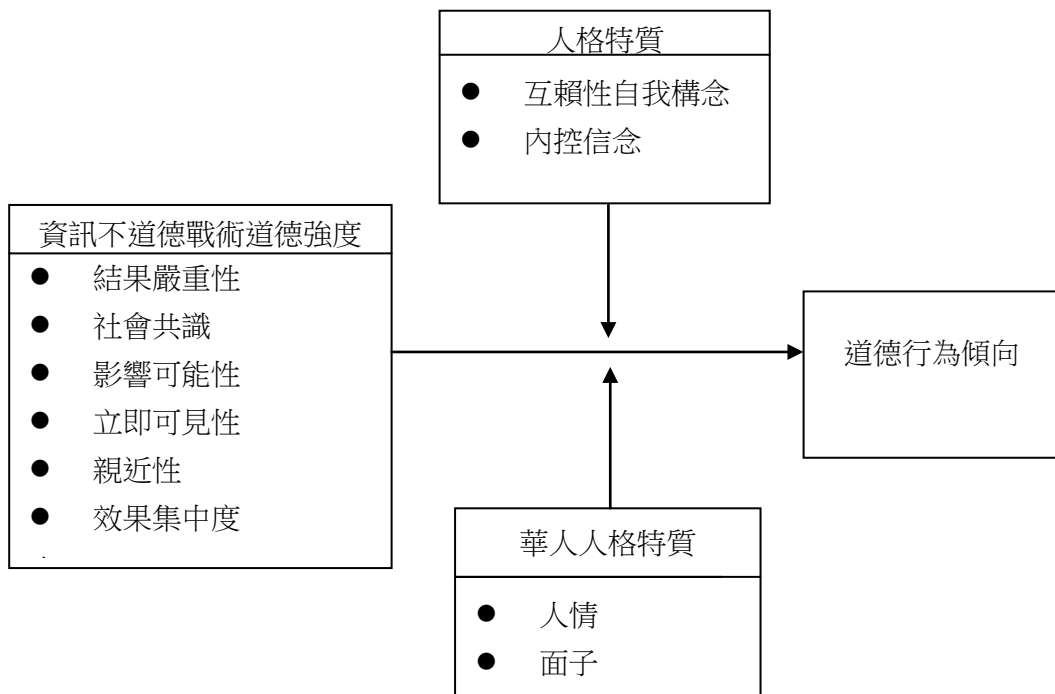 人格特質
● 互賴性自我構念
● 內控信念
資訊不道德戰術道德強度
● 結果嚴重性
● 社會共識
● 影響可能性
● 立即可見性
● 親近性
● 效果集中度
.
道德行為傾向
華人人格特質
● 人情
● 面子